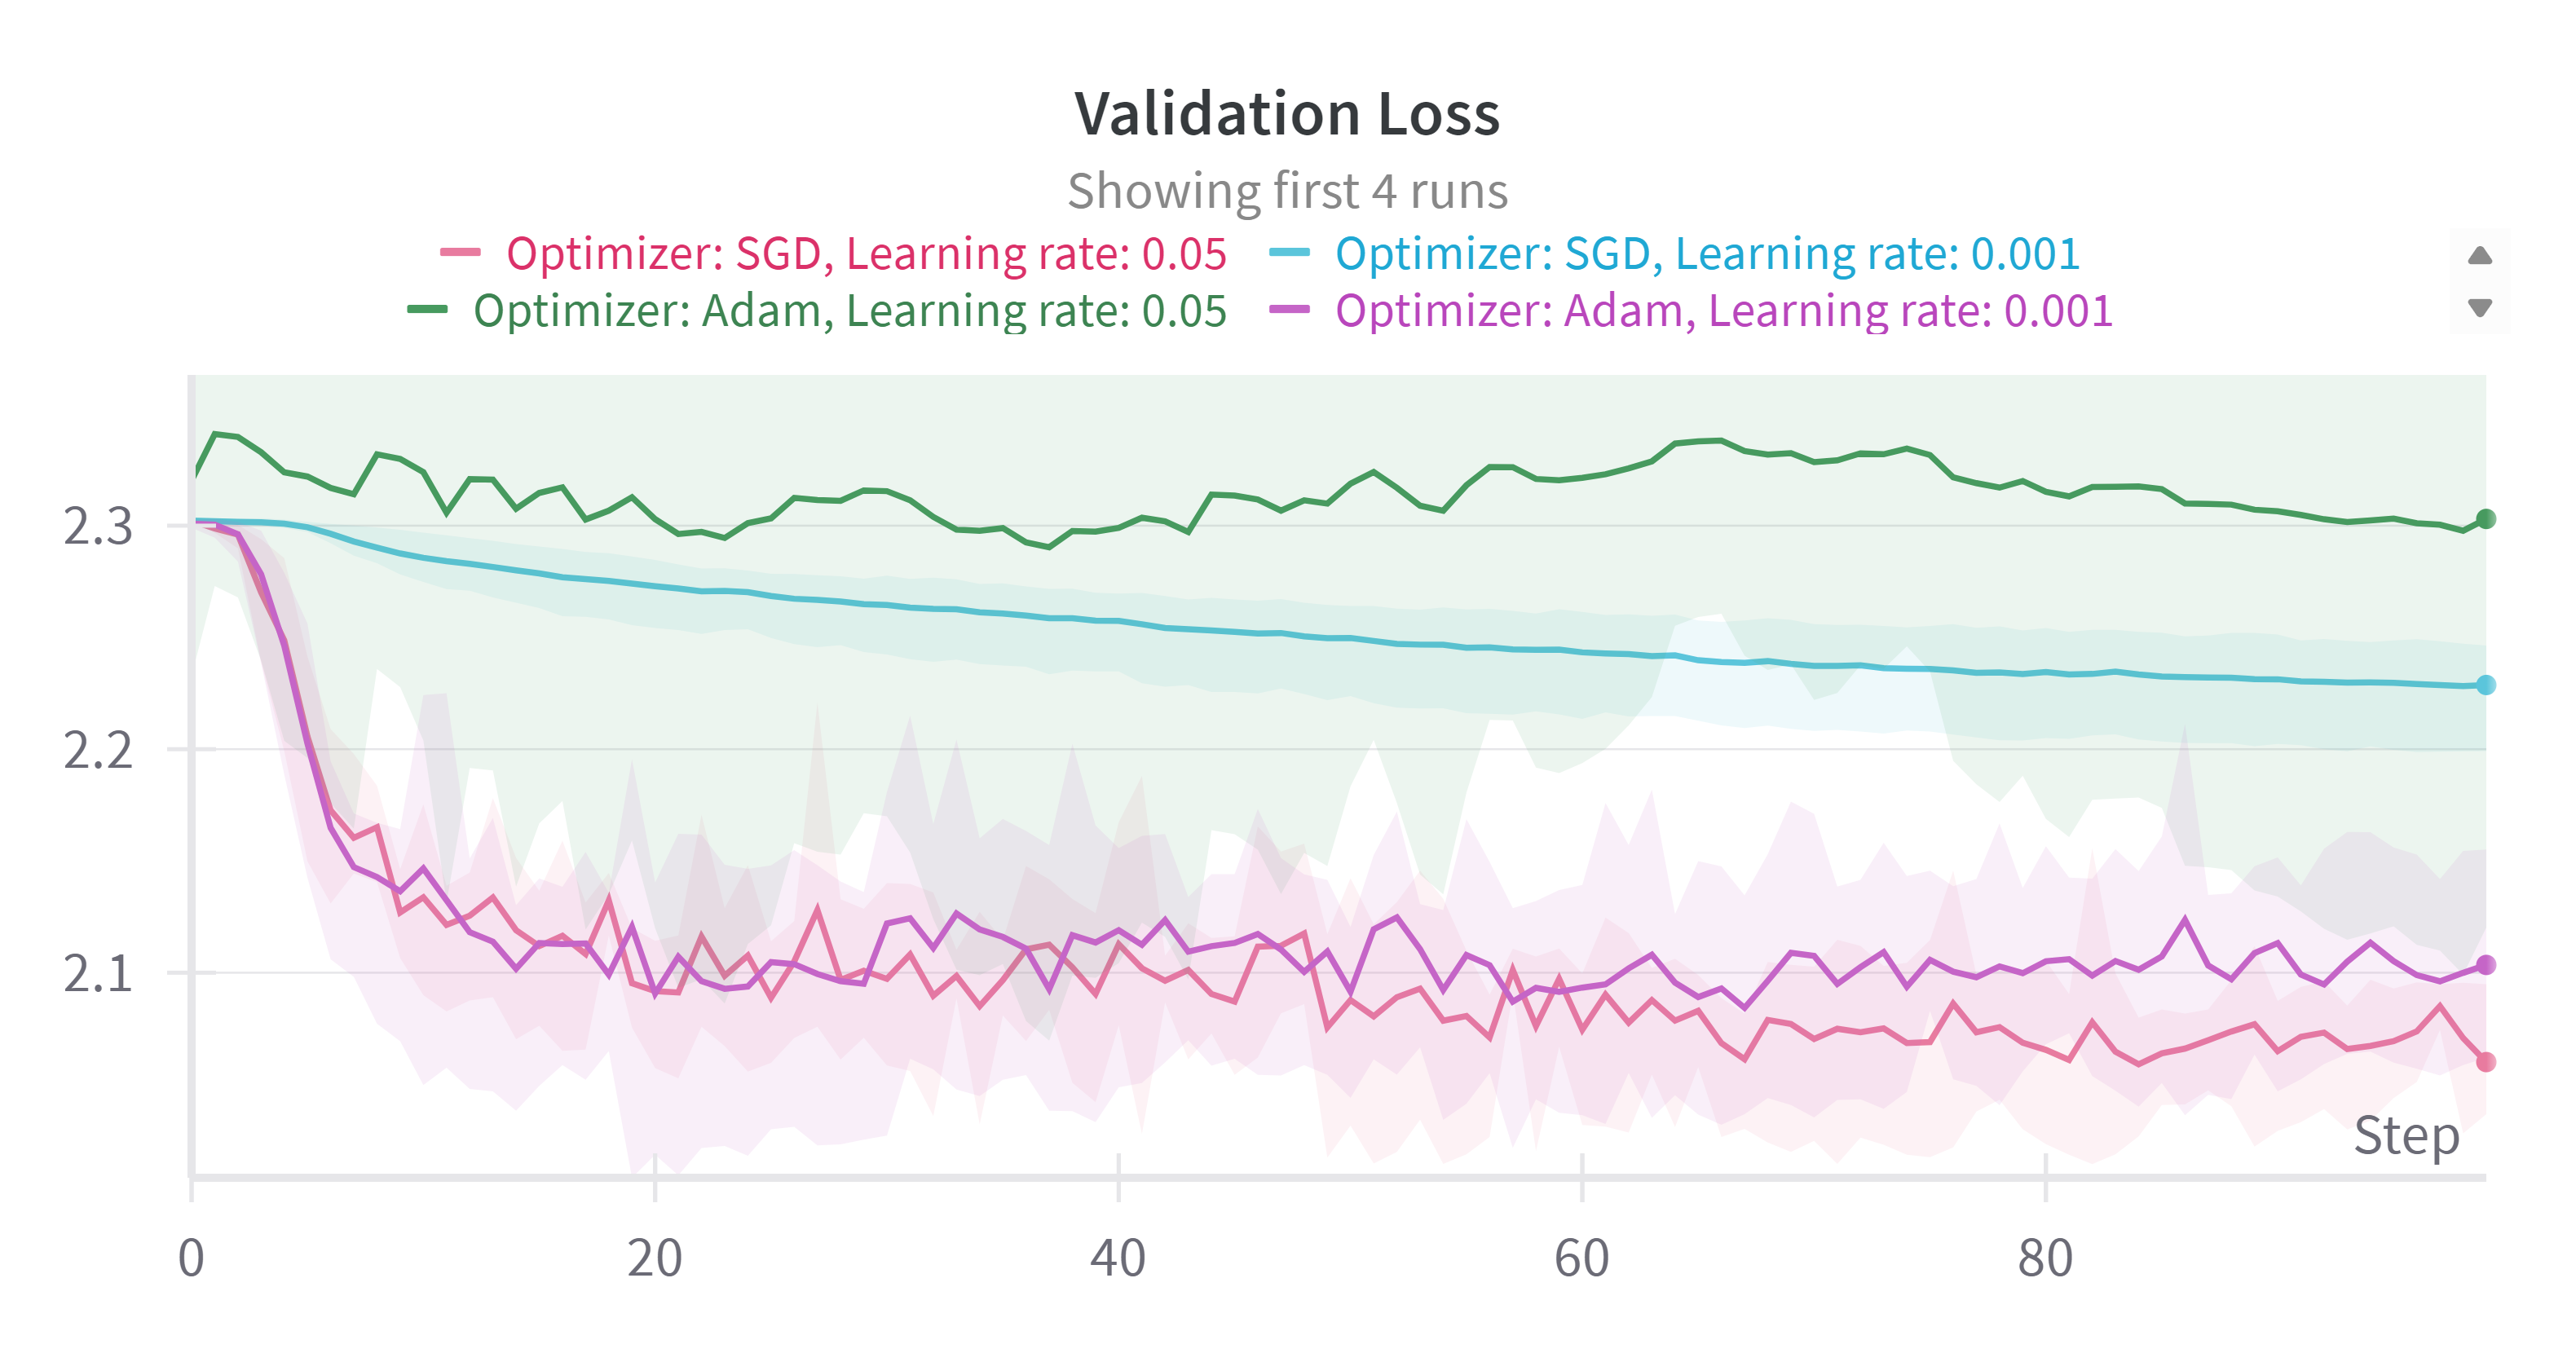 Validation Loss
Showing first 4 runs
Optimizer: SGD, Learning rate: 0.05 Optimizer: SGD, Learning rate: 0.001
Optimizer: Adam, Learning rate: 0.05 Optimizer: Adam, Learning rate: 0.001
2.3
2.2
2.1
Step
0 20 40 60 80